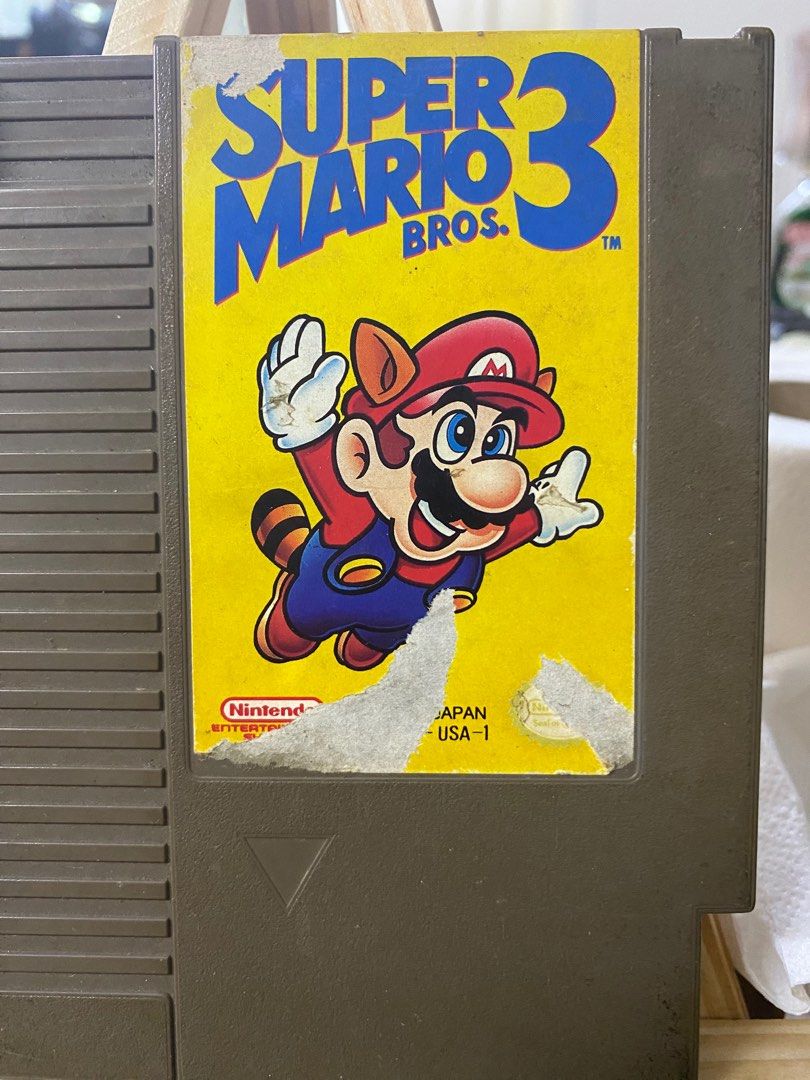 SUPER
MARIO
BROS. 3 ™
M
Nintendo
JAPAN
- USA-1